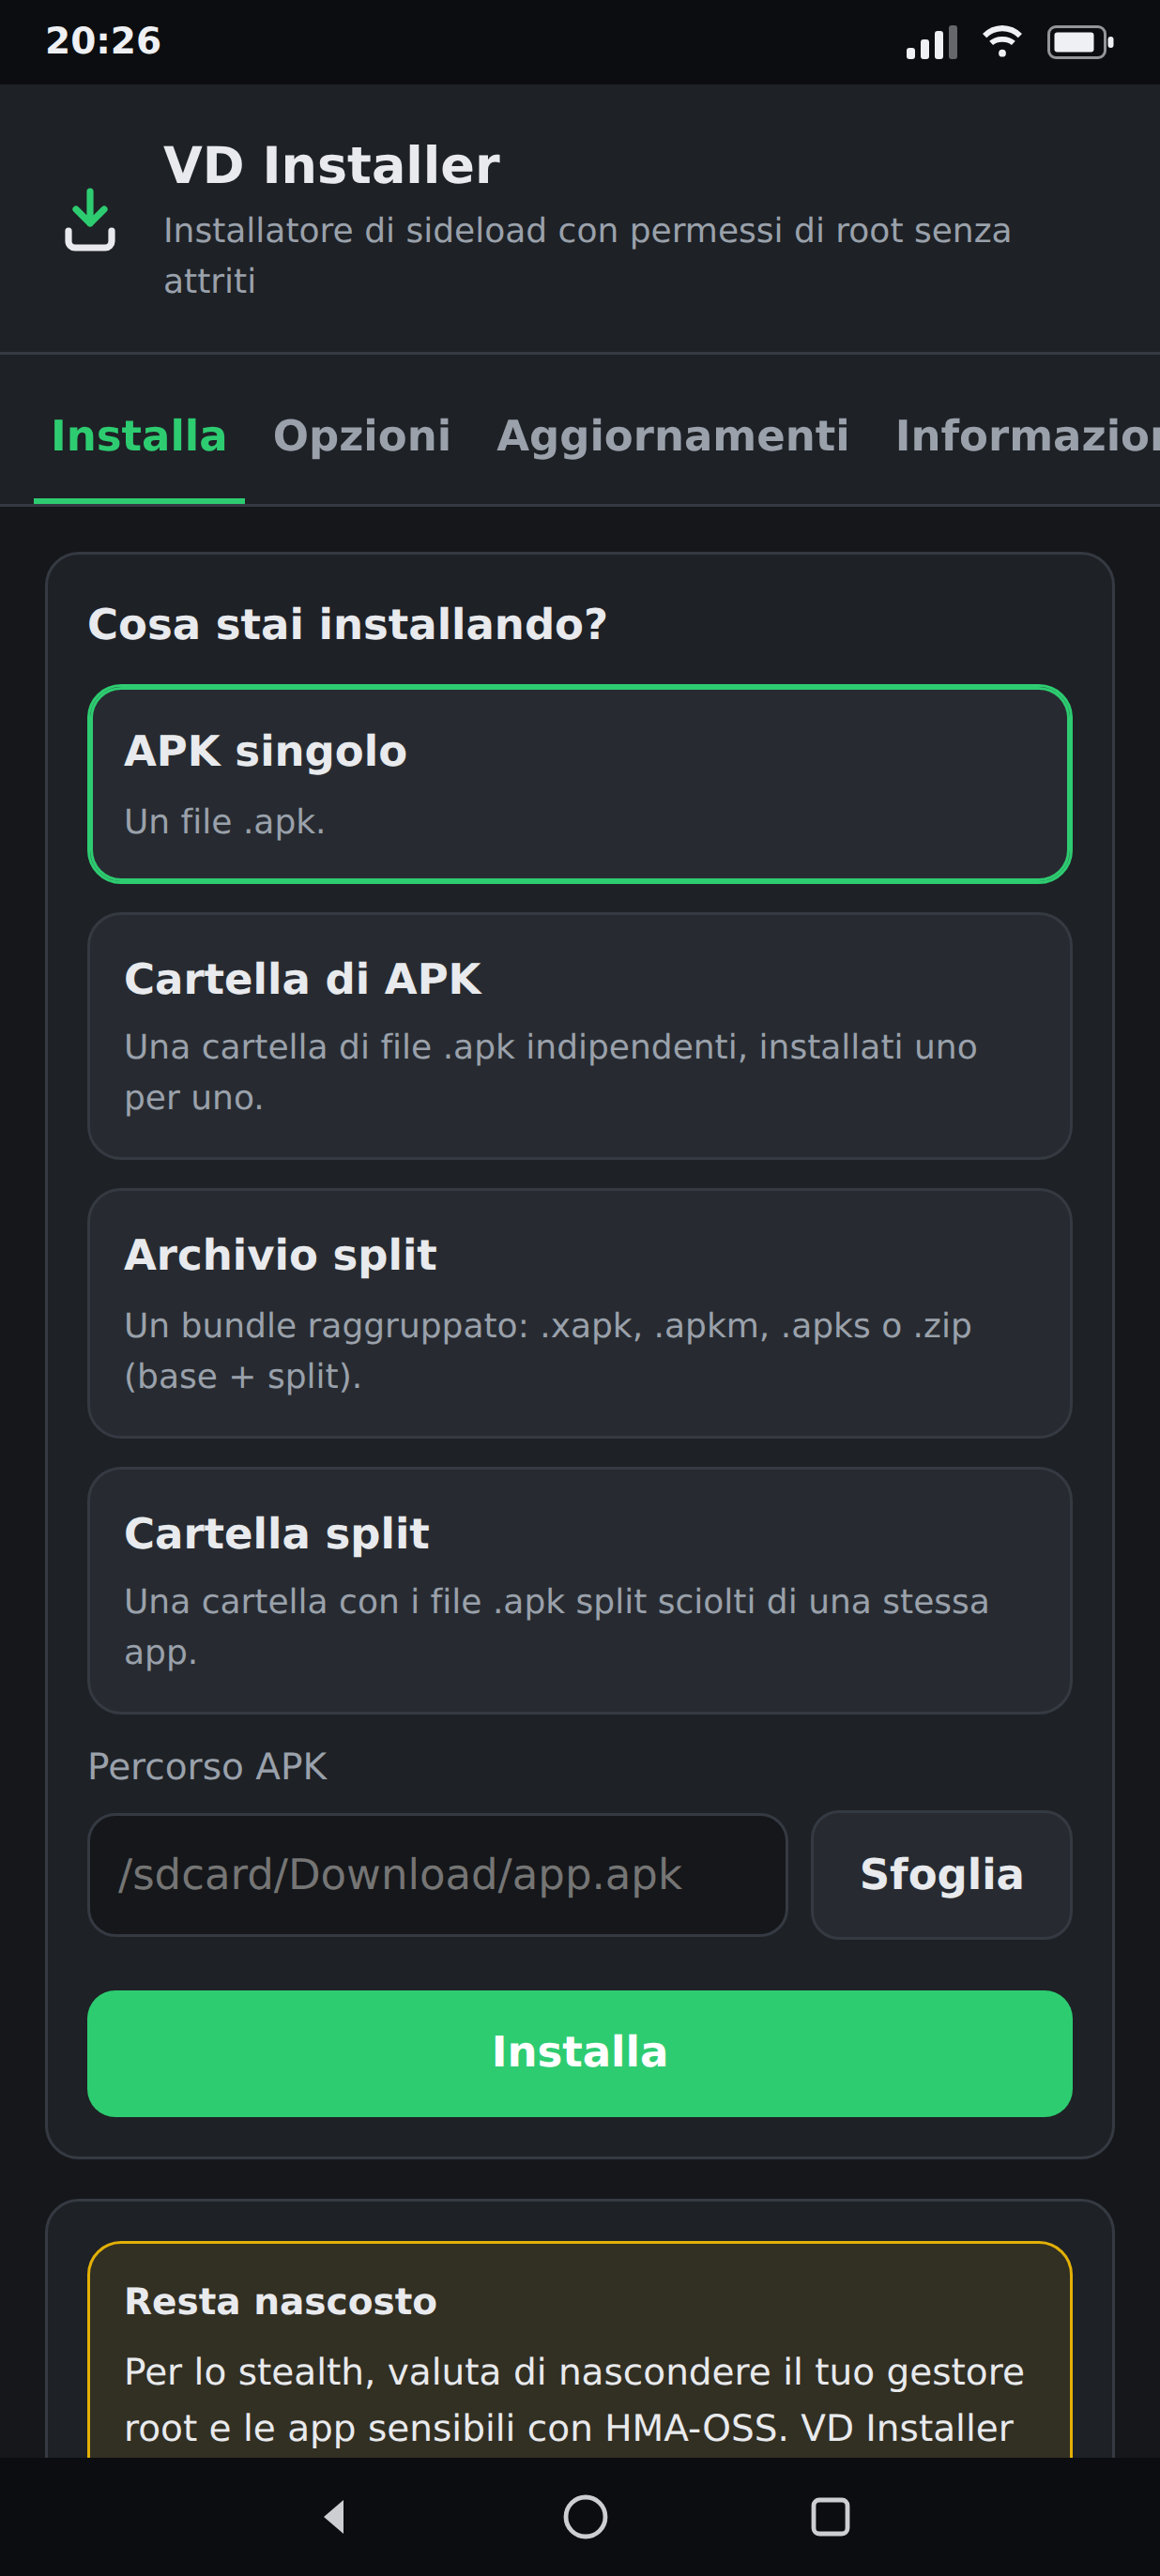 20:26
VD Installer
Installatore di sideload con permessi di root senza
attriti
Installa Opzioni Aggiornamenti
Cosa stai installando?
APK singolo
Un file .apk.
Cartella di APK
Una cartella di file .apk indipendenti, installati uno
per uno.
Archivio split
Un bundle raggruppato: .xapk, .apkm, .apks o .zip
(base + split).
Cartella split
Una cartella con i file .apk split sciolti di una stessa
app.
Percorso APK
/sdcard/Download/app.apk
Sfoglia
Installa
Resta nascosto
Per lo stealth, valuta di nascondere il tuo gestore
root e le app sensibili con HMA-OSS. VD Installer